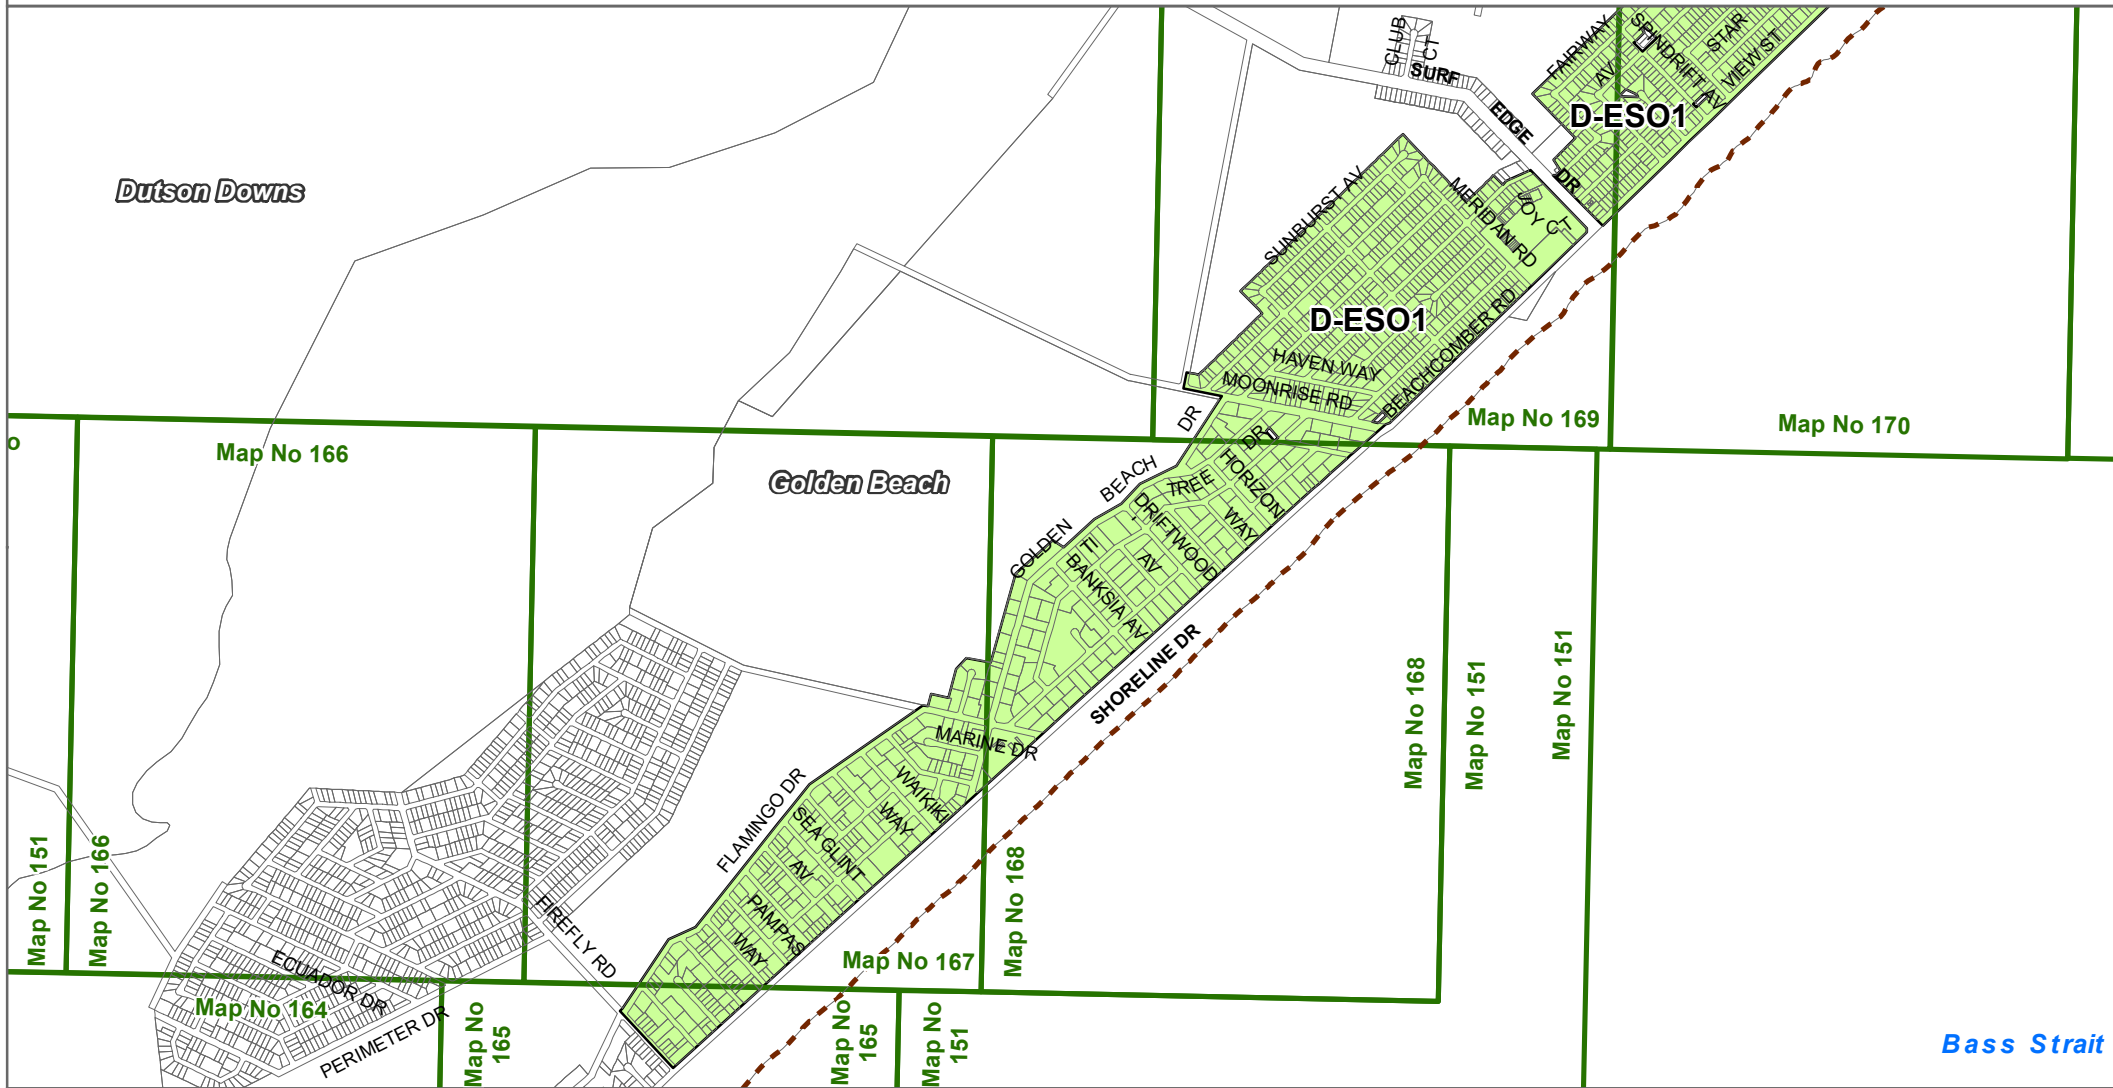 CLUB
CT
SURF
EDGE
DR
FAIRWAY
AV
SPINDRIFT AV
STAR
VIEW ST
D-ESO1
Dutson Downs
SUNBURST AV
MERIDAN RD
JOY CT
D-ESO1
HAVEN WAY
MOONRISE RD
BEACHCOMBER RD
Map No 169
Map No 170
o
Map No 166
Golden Beach
GOLDEN
BEACH
DR
TI
TREE
DR
HORIZON
WAY
DRIFTWOOD
AV
BANKSIA AV
SHORELINE DR
Map No 168
Map No 151
Map No 151
MARINE DR
WAIKIKI
WAY
FLAMINGO DR
SEAGLINT
AV
PAMPAS
WAY
Map No 151
Map No 166
FIREFLY RD
Map No 167
Map No 168
ECUADOR DR
Map No 164
PERIMETER DR
Map No
165
Map No
165
Map No
151
Bass Strait